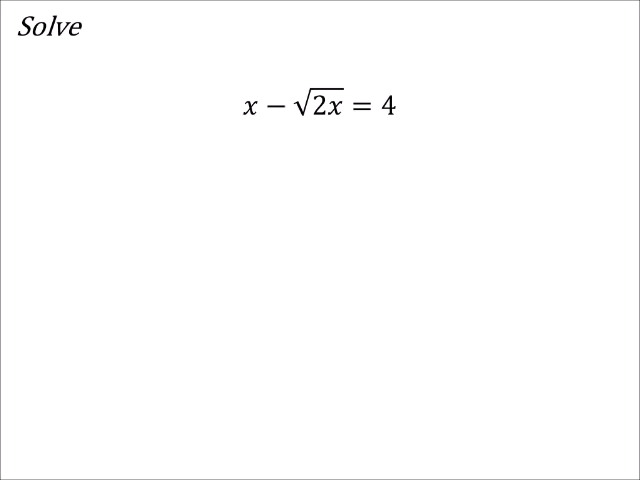 Solve
𝑥 − √2𝑥 = 4